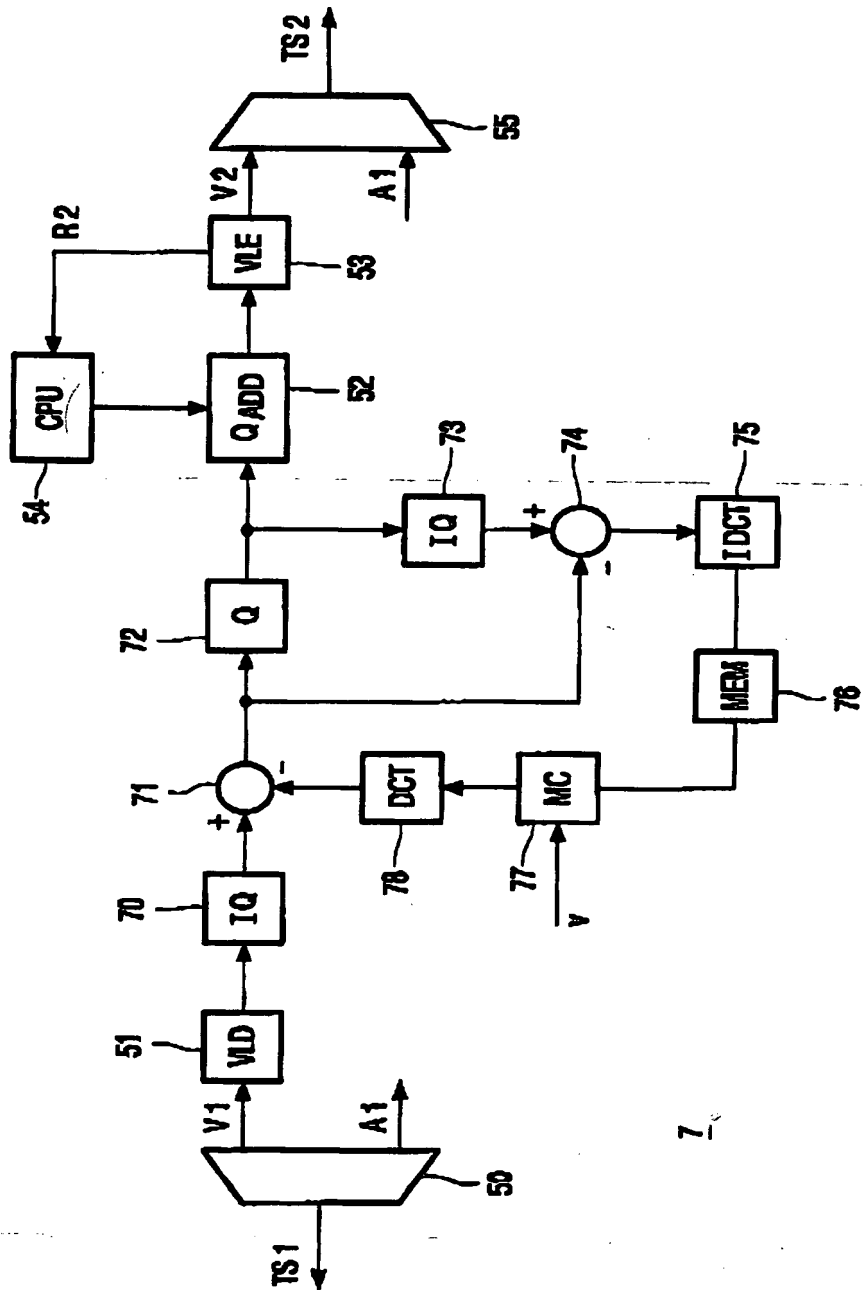 TS2
55
V2
A1
R2
VLE
53
CPU
54
QADD
52
73
IQ
74
+
-
75
IDCT
72
Q
MEM
76
71
+
-
DCT
78
MC
77
V
70
IQ
51
VLD
V1
A1
50
TS1
7